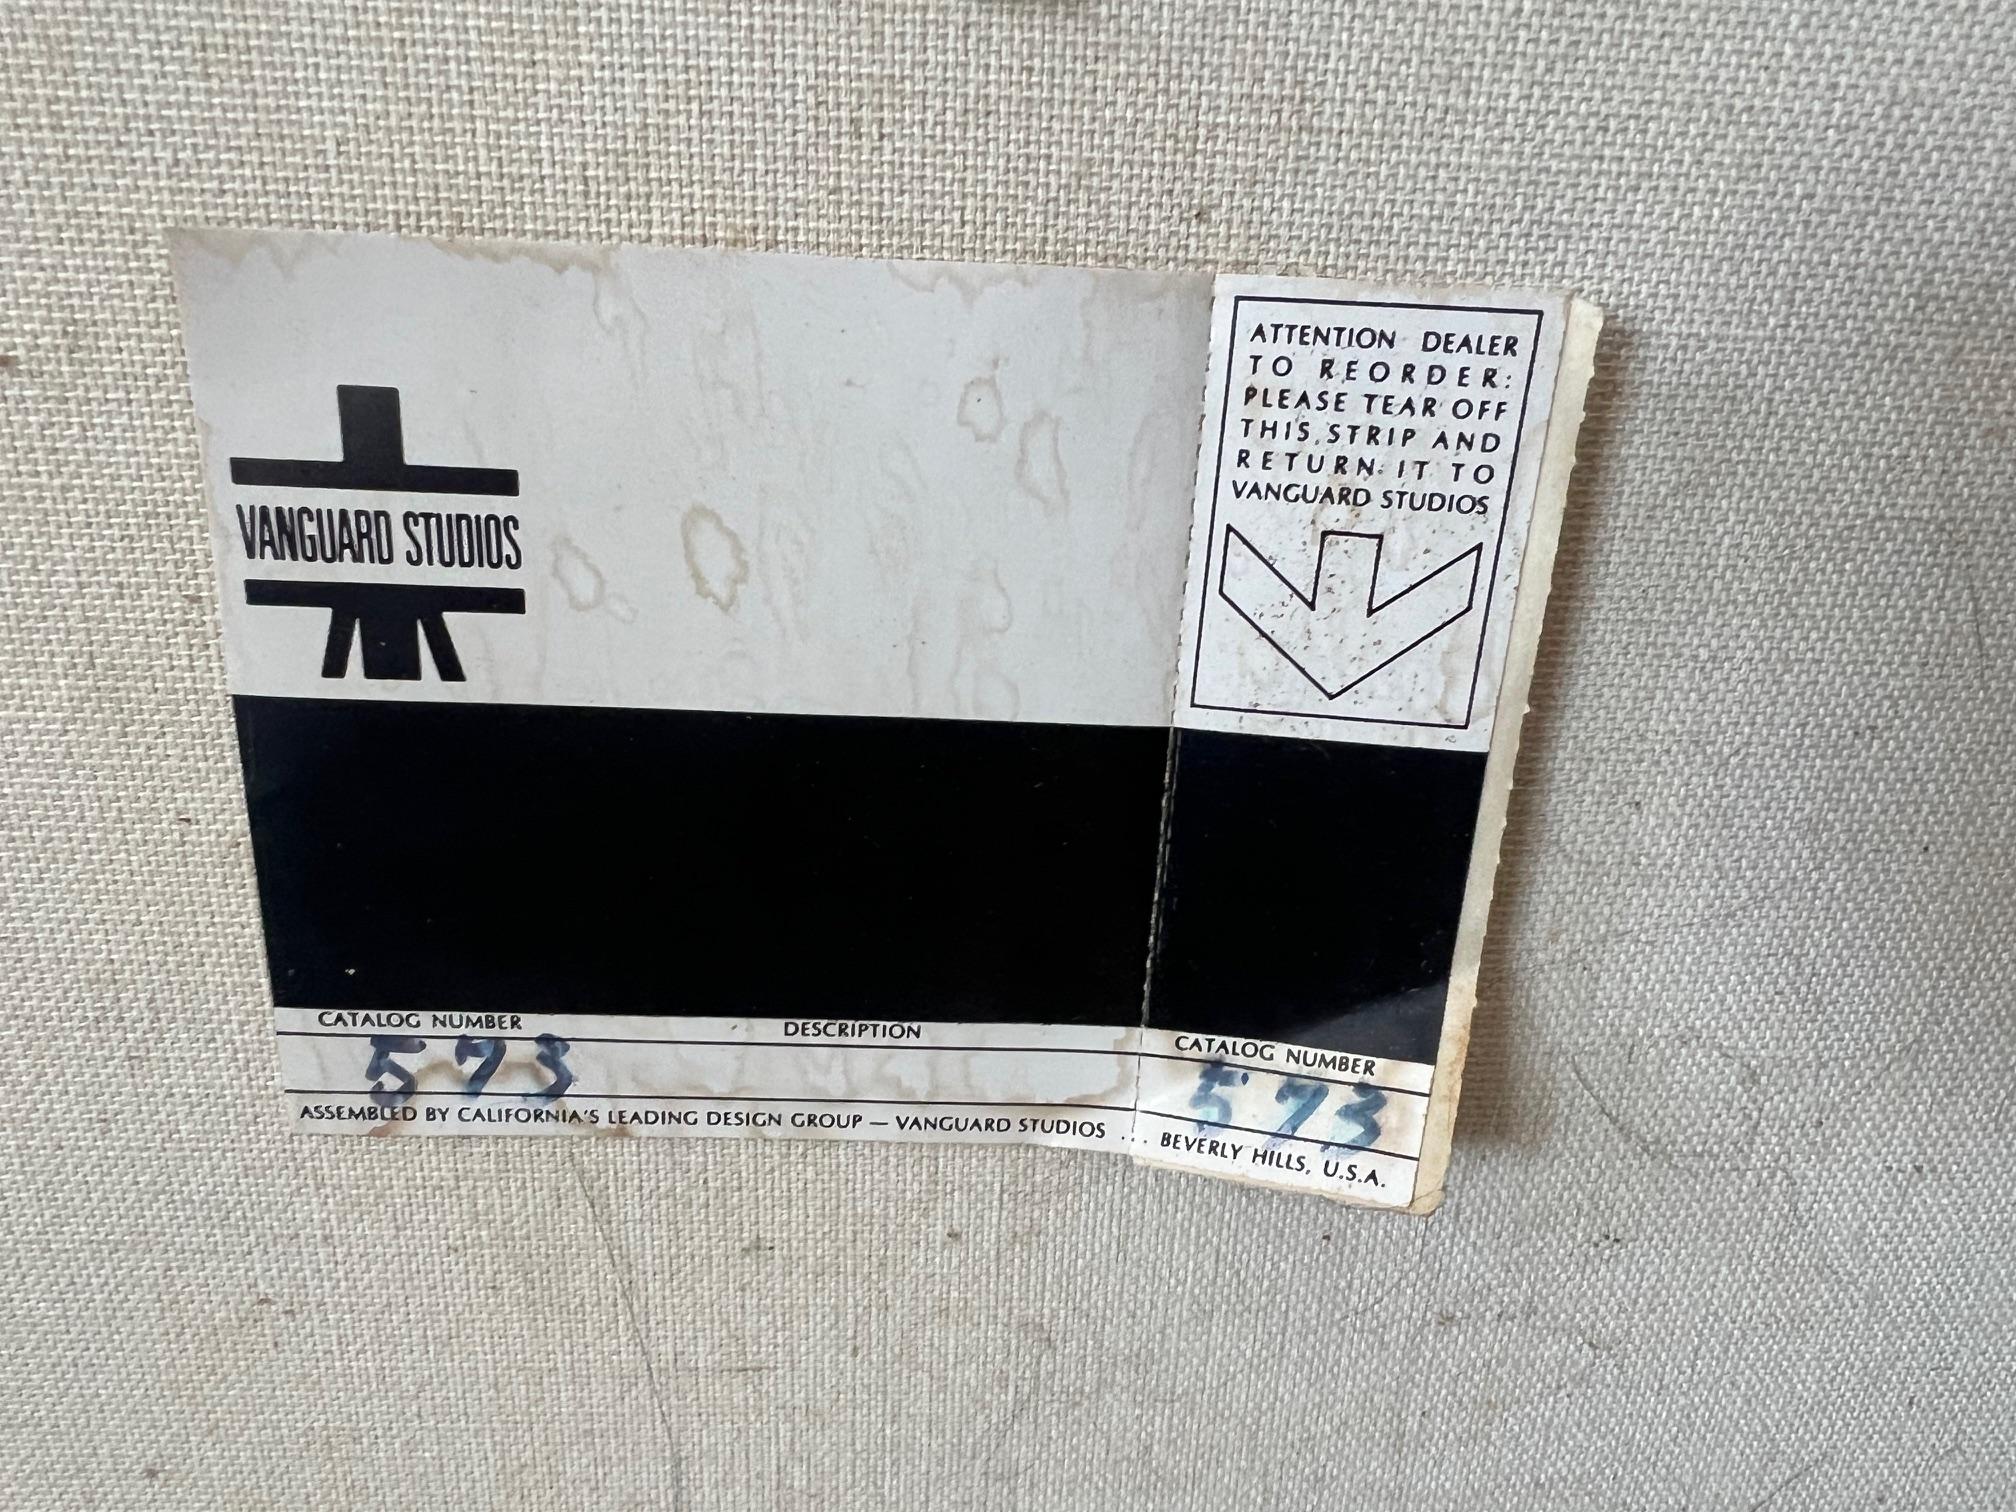 VANGUARD STUDIOS
CATALOG NUMBER DESCRIPTION
573
ASSEMBLED BY CALIFORNIA'S LEADING DESIGN GROUP — VANGUARD STUDIOS ... BEVERLY HILLS, U.S.A.
ATTENTION DEALER
TO REORDER:
PLEASE TEAR OFF
THIS STRIP AND
RETURN IT TO
VANGUARD STUDIOS
CATALOG NUMBER
573